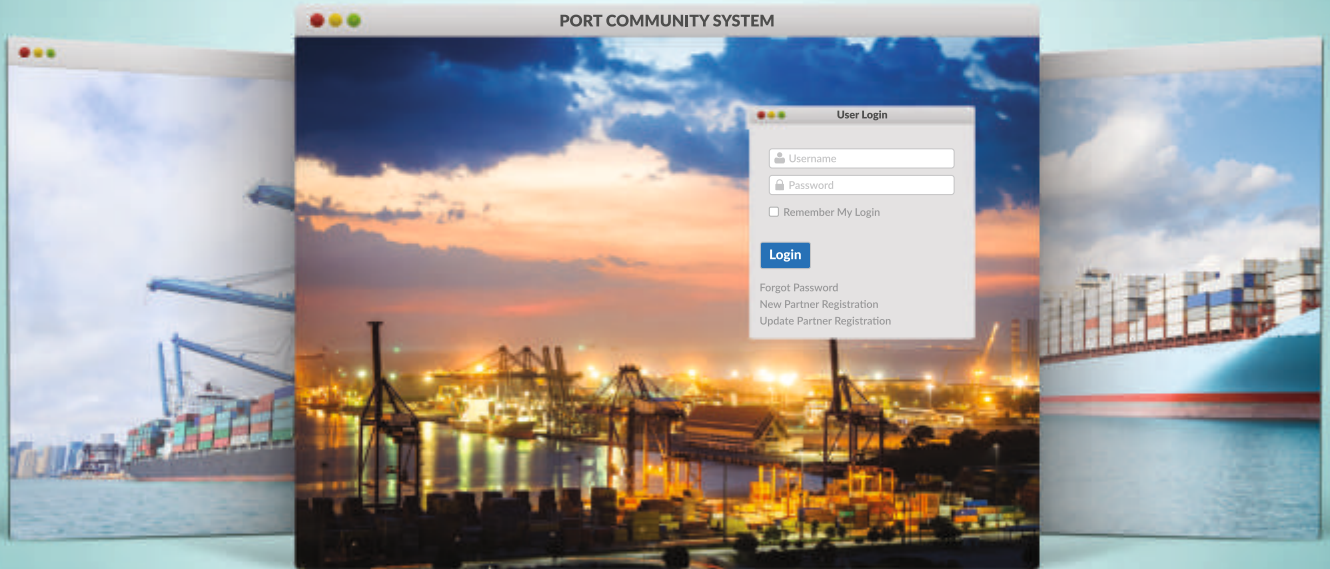 PORT COMMUNITY SYSTEM
User Login
Username
Password
Remember My Login
Login
Forgot Password
New Partner Registration
Update Partner Registration